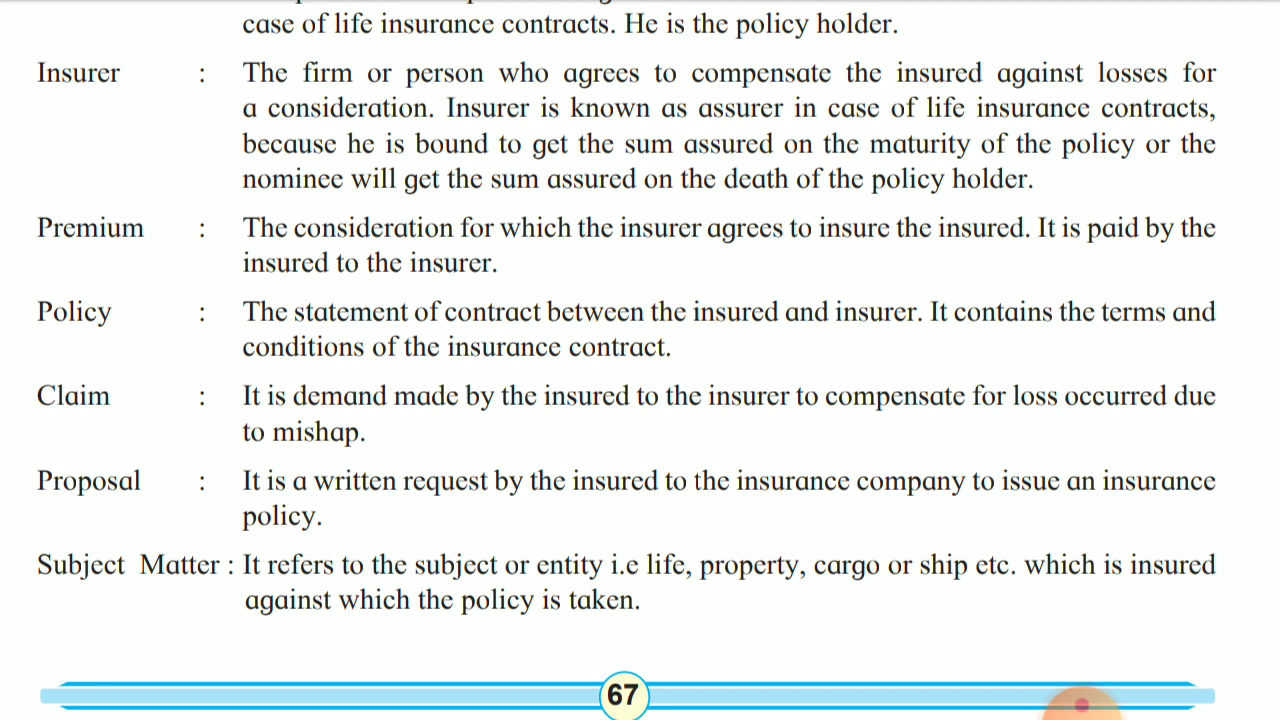 case of life insurance contracts. He is the policy holder.
Insurer : The firm or person who agrees to compensate the insured against losses for
a consideration. Insurer is known as assurer in case of life insurance contracts,
because he is bound to get the sum assured on the maturity of the policy or the
nominee will get the sum assured on the death of the policy holder.
Premium : The consideration for which the insurer agrees to insure the insured. It is paid by the
insured to the insurer.
Policy : The statement of contract between the insured and insurer. It contains the terms and
conditions of the insurance contract.
Claim : It is demand made by the insured to the insurer to compensate for loss occurred due
to mishap.
Proposal : It is a written request by the insured to the insurance company to issue an insurance
policy.
Subject Matter : It refers to the subject or entity i.e life, property, cargo or ship etc. which is insured
against which the policy is taken.
67